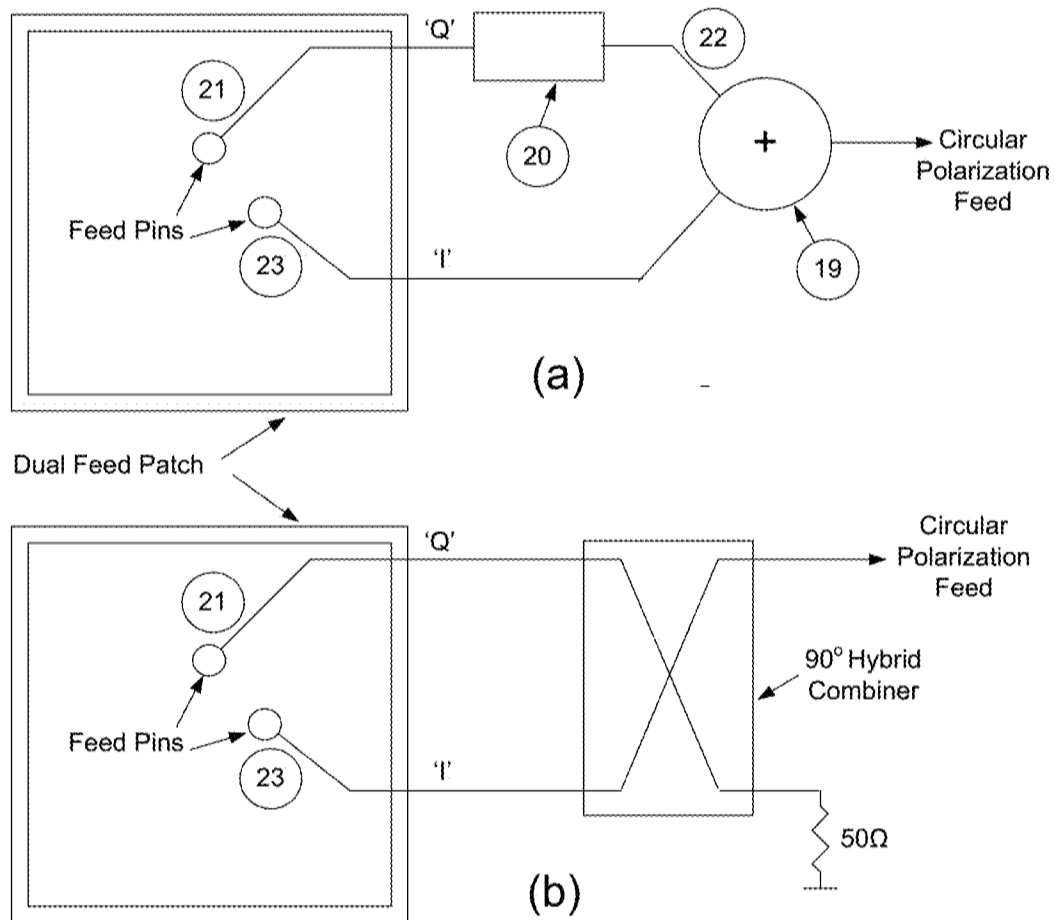 'Q'
22
21
20
+
Circular
Polarization
Feed
Feed Pins
23
'I'
19
(a)
Dual Feed Patch
'Q'
Circular
Polarization
Feed
21
90° Hybrid
Combiner
Feed Pins
23
'I'
50Ω
(b)